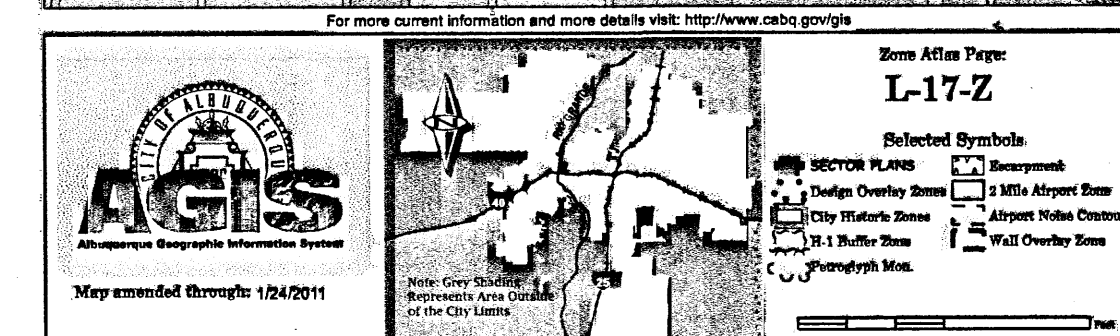 For more current information and more details visit: http://www.cabq.gov/gis
CITY OF ALBUQUERQUE
AGIS
Albuquerque Geographic Information System
Map amended through: 1/24/2011
N
RIO GRANDE
Note: Grey Shading
Represents Area Outside
of the City Limits
Zone Atlas Page:
L-17-Z
Selected Symbols
SECTOR PLANS
Design Overlay Zones
City Historic Zones
H-1 Buffer Zone
Petroglyph Mon.
Escarpment
2 Mile Airport Zone
Airport Noise Contou
Wall Overlay Zone